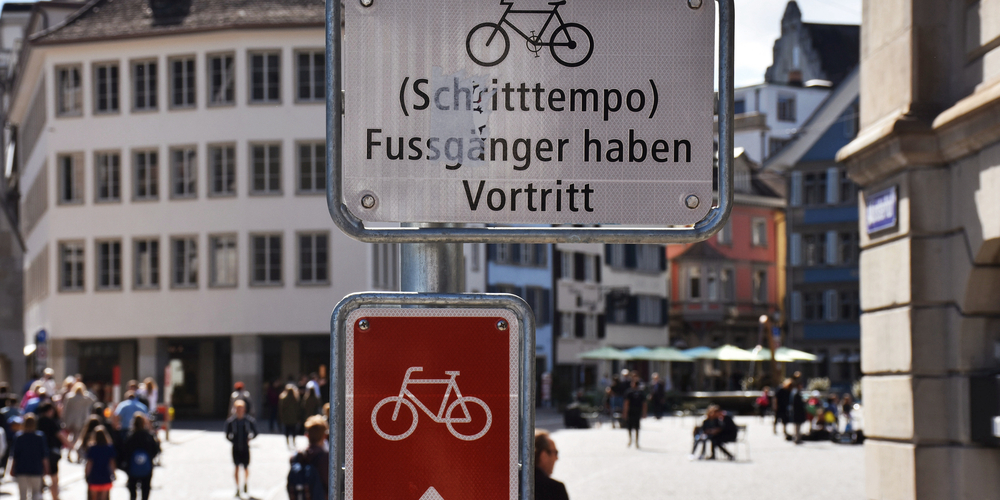 (Schritttempo)
Fussgänger haben
Vortritt